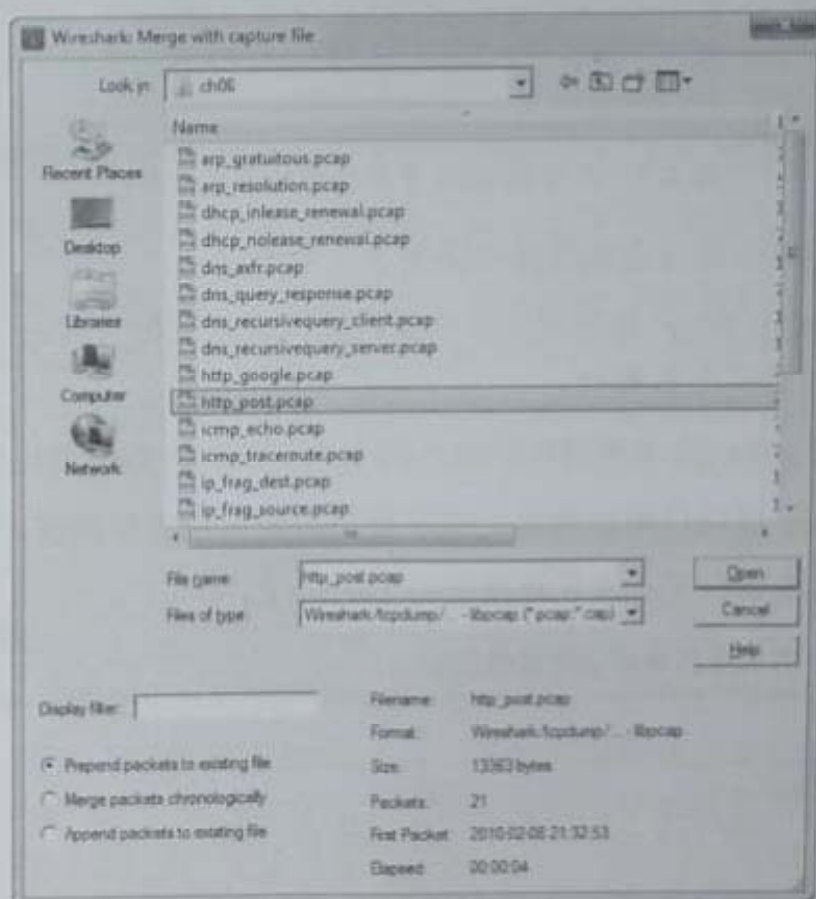 Wireshark: Merge with capture file
Look in: ch06
Name
Recent Places
Desktop
Libraries
Computer
Network
arp_gratuitous.pcap
arp_resolution.pcap
dhcp_inlease_renewal.pcap
dhcp_nolease_renewal.pcap
dns_axfr.pcap
dns_query_response.pcap
dns_recursivequery_client.pcap
dns_recursivequery_server.pcap
http_google.pcap
http_post.pcap
icmp_echo.pcap
icmp_traceroute.pcap
ip_frag_dest.pcap
ip_frag_source.pcap
File name: http_post.pcap
Open
Files of type: Wireshark/tcpdump/... - libpcap (*.pcap;*.cap)
Cancel
Help
Display filter:
Prepend packets to existing file
Merge packets chronologically
Append packets to existing file
Filename: http_post.pcap
Format: Wireshark/tcpdump/... - libpcap
Size: 13363 bytes
Packets: 21
First Packet: 2010-02-08 21:32:53
Elapsed: 00:00:04